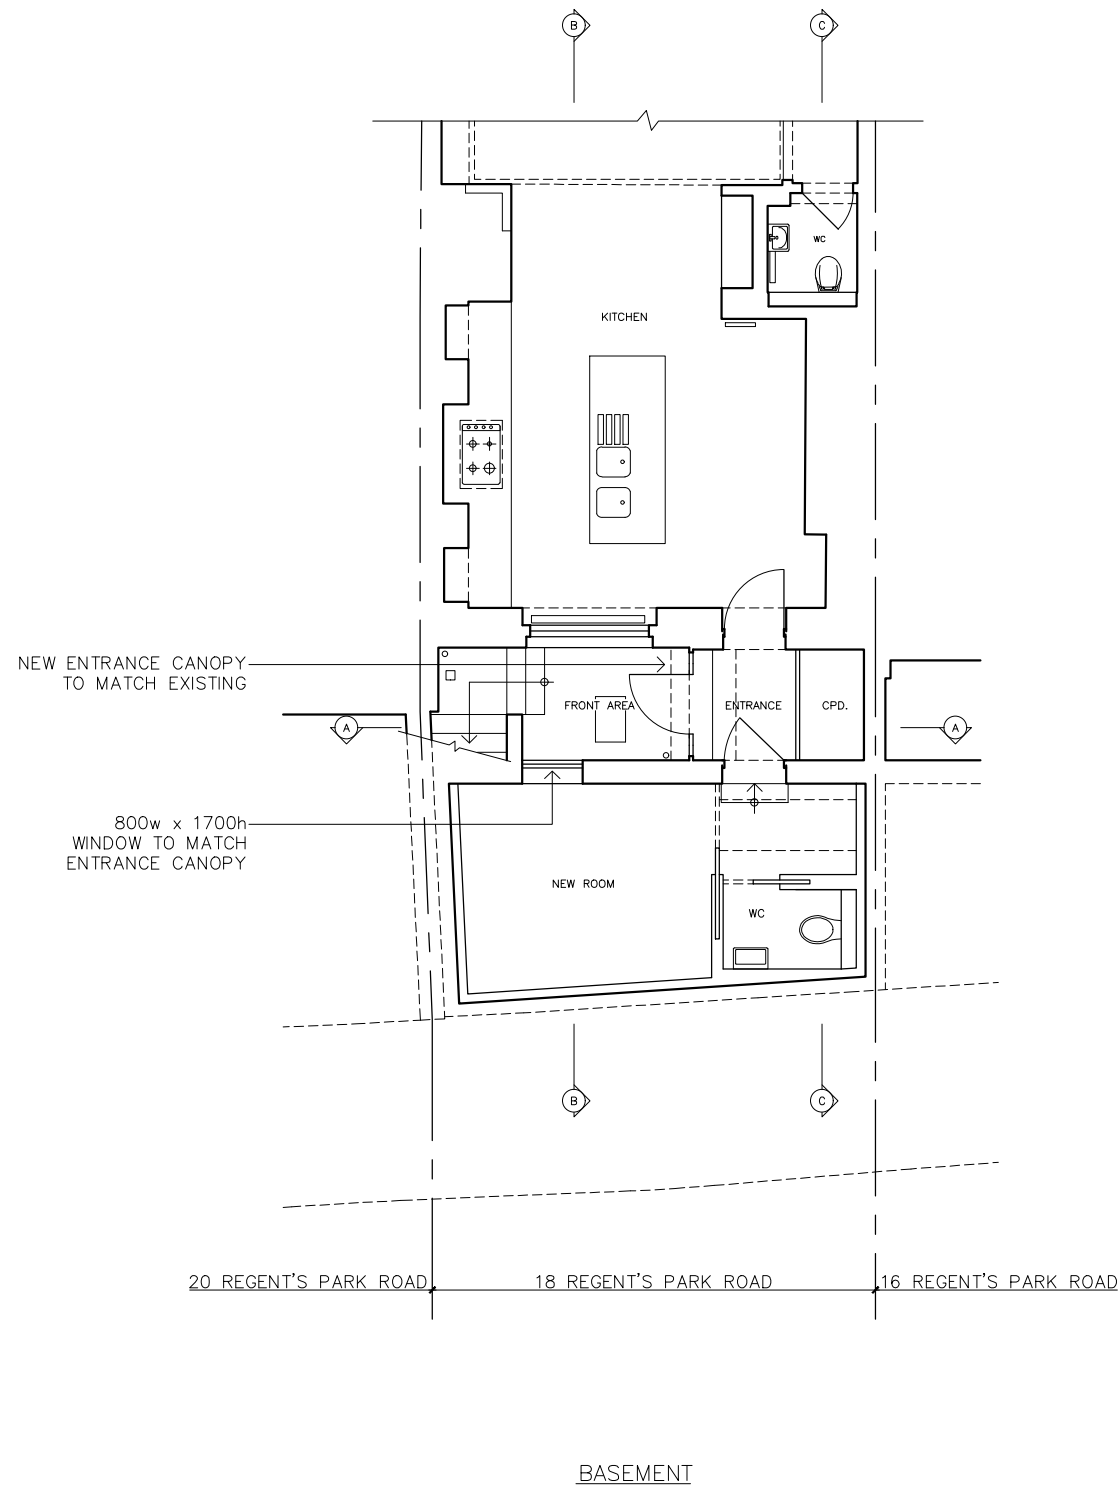 B
C
WC
KITCHEN
NEW ENTRANCE CANOPY
TO MATCH EXISTING
FRONT AREA
ENTRANCE
CPD.
A
A
800w x 1700h
WINDOW TO MATCH
ENTRANCE CANOPY
NEW ROOM
WC
B
C
20 REGENT'S PARK ROAD
18 REGENT'S PARK ROAD
16 REGENT'S PARK ROAD
BASEMENT